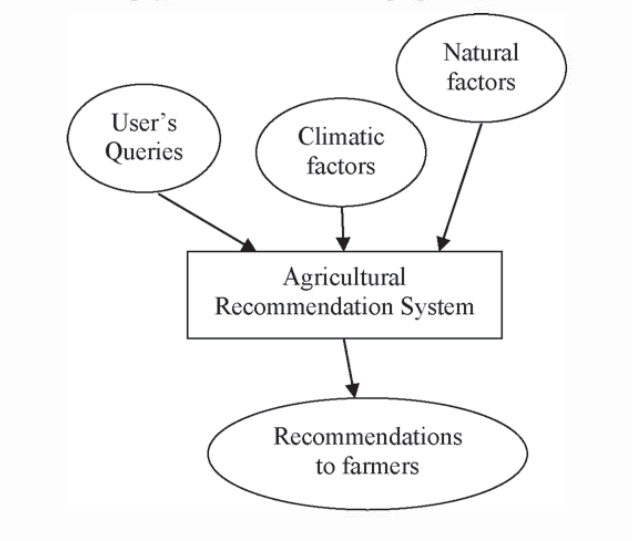 Natural
factors
User's
Queries
Climatic
factors
Agricultural
Recommendation System
Recommendations
to farmers